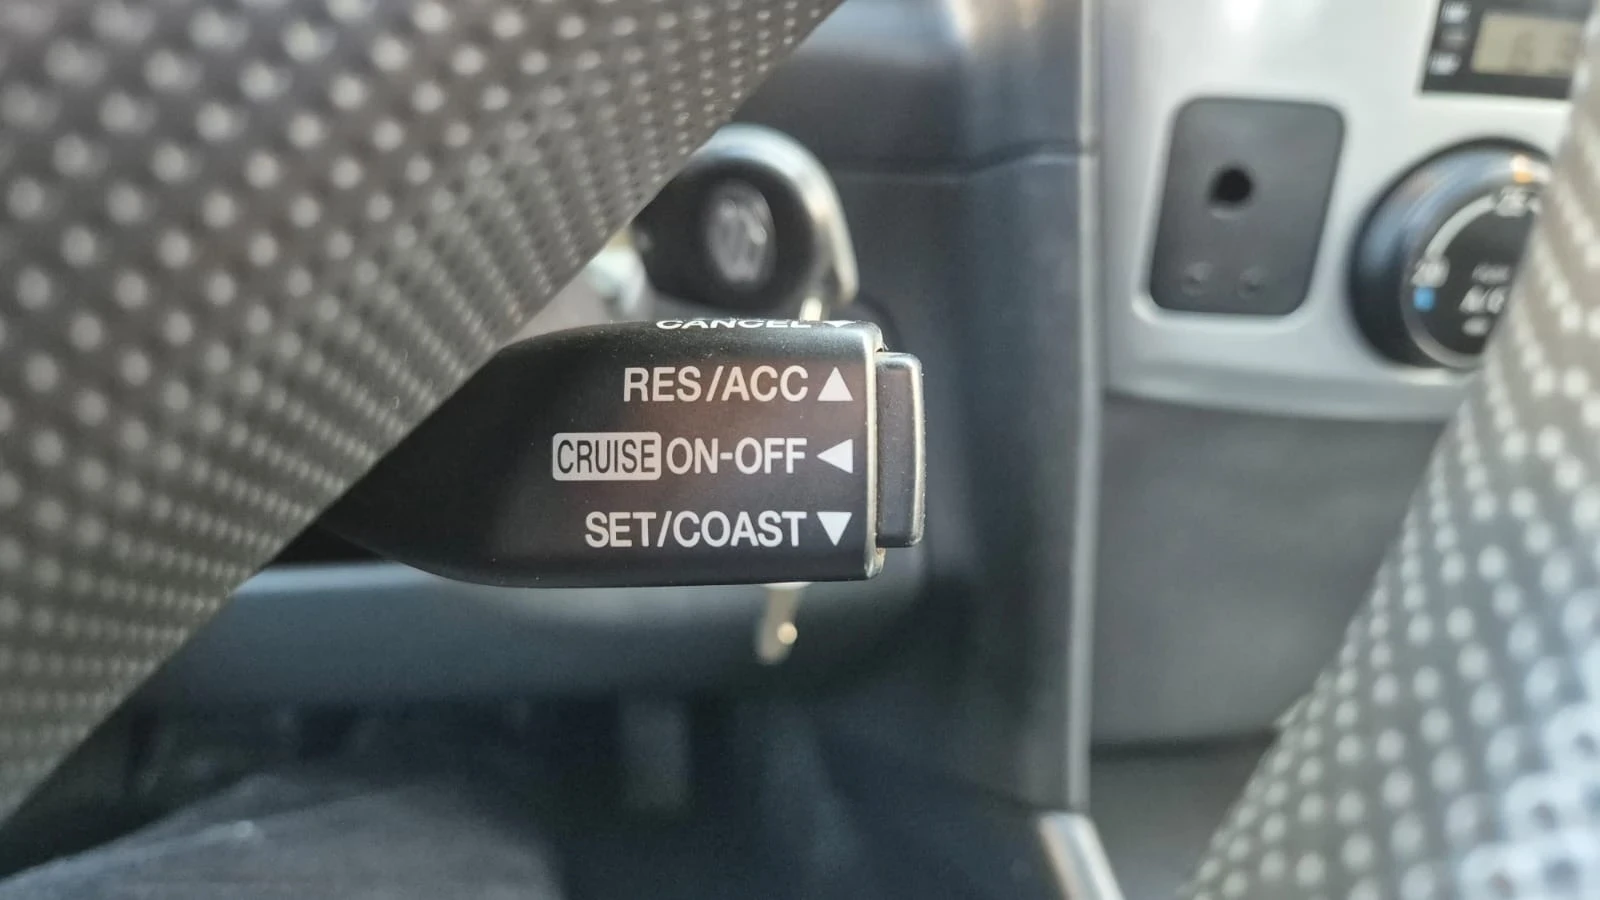 CANCEL ▼
RES/ACC ▲
CRUISE ON-OFF ◀
SET/COAST ▼